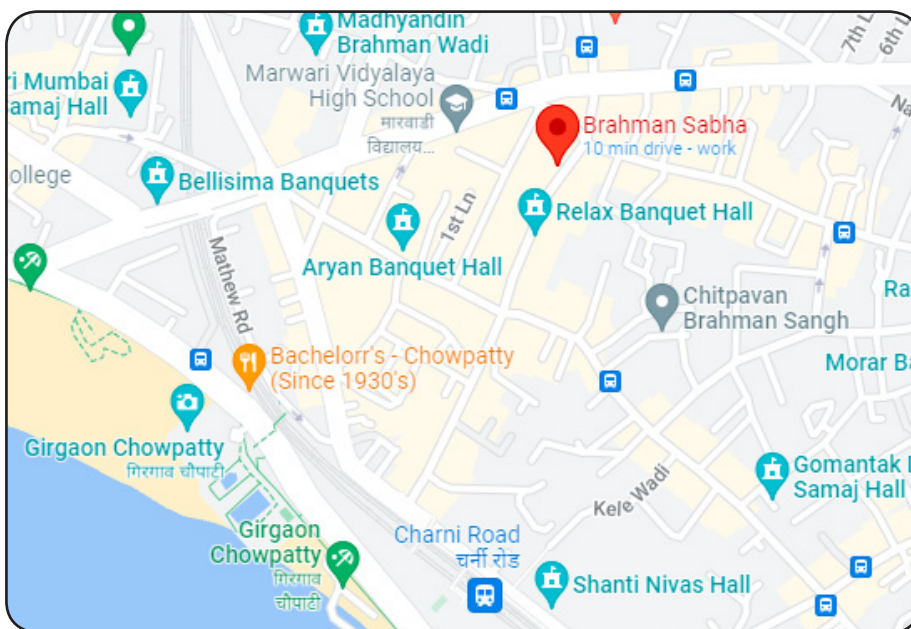 Madhyandin
Brahman Wadi
7th L
6th L
ri Mumbai
amaj Hall
Marwari Vidyalaya
High School
मारवाडी
विद्यालय...
Na
Brahman Sabha
10 min drive - work
ollege
Bellisima Banquets
1st Ln
Relax Banquet Hall
Mathew Rd
Aryan Banquet Hall
Ra
Chitpavan
Brahman Sangh
Bachelorr's - Chowpatty
(Since 1930's)
Morar Ba
Girgaon Chowpatty
गिरगाव चौपाटी
Gomantak
Samaj Hall
Kele Wadi
Girgaon
Chowpatty
गिरगाव
चौपाटी
Charni Road
चर्नी रोड
Shanti Nivas Hall